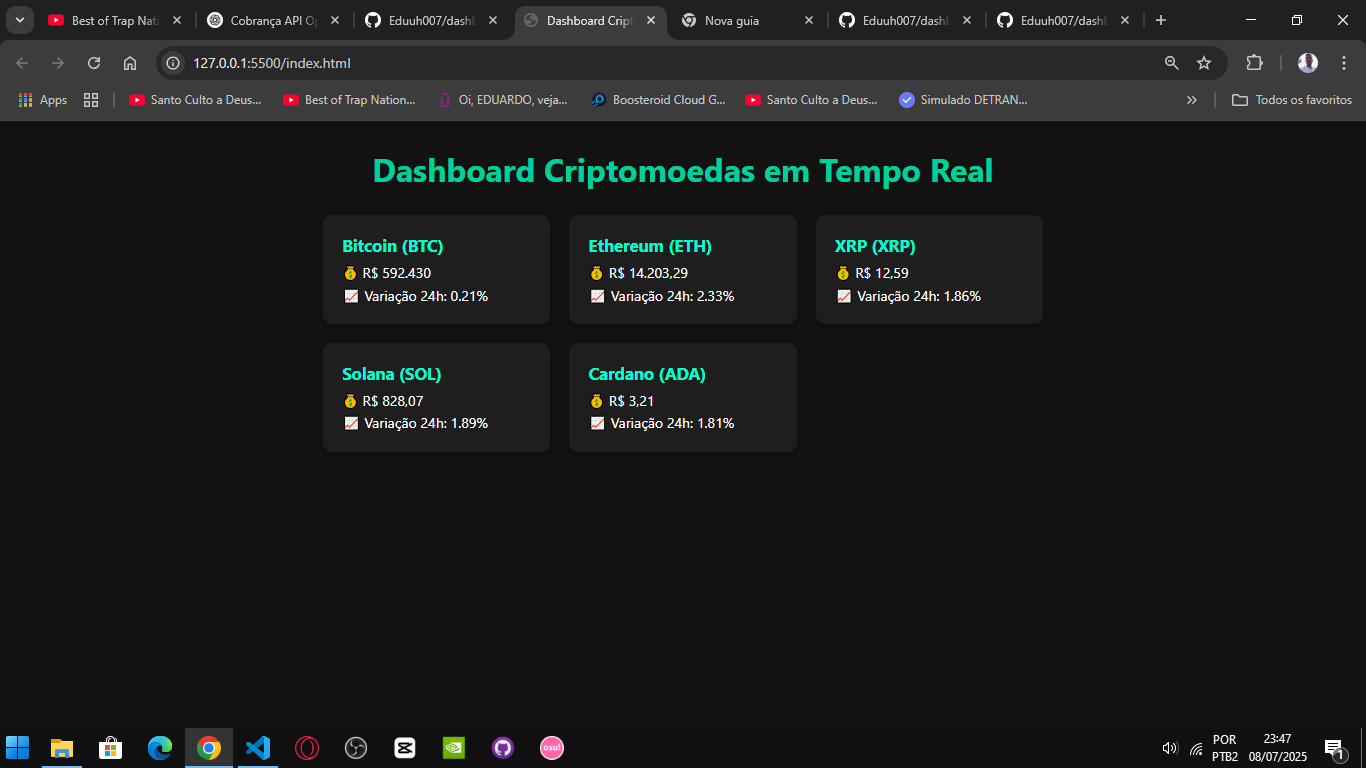 Best of Trap Nati
Cobrança API Op
Eduuh007/dashb
Dashboard Cript
Nova guia
Eduuh007/dashb
Eduuh007/dashb
127.0.0.1:5500/index.html
Apps
Santo Culto a Deus...
Best of Trap Nation...
Oi, EDUARDO, veja...
Boosteroid Cloud G...
Santo Culto a Deus...
Simulado DETRAN...
Todos os favoritos
Dashboard Criptomoedas em Tempo Real
Bitcoin (BTC)
R$ 592.430
Variação 24h: 0.21%
Ethereum (ETH)
R$ 14.203,29
Variação 24h: 2.33%
XRP (XRP)
R$ 12,59
Variação 24h: 1.86%
Solana (SOL)
R$ 828,07
Variação 24h: 1.89%
Cardano (ADA)
R$ 3,21
Variação 24h: 1.81%
osu!
POR
PTB2
23:47
08/07/2025
1